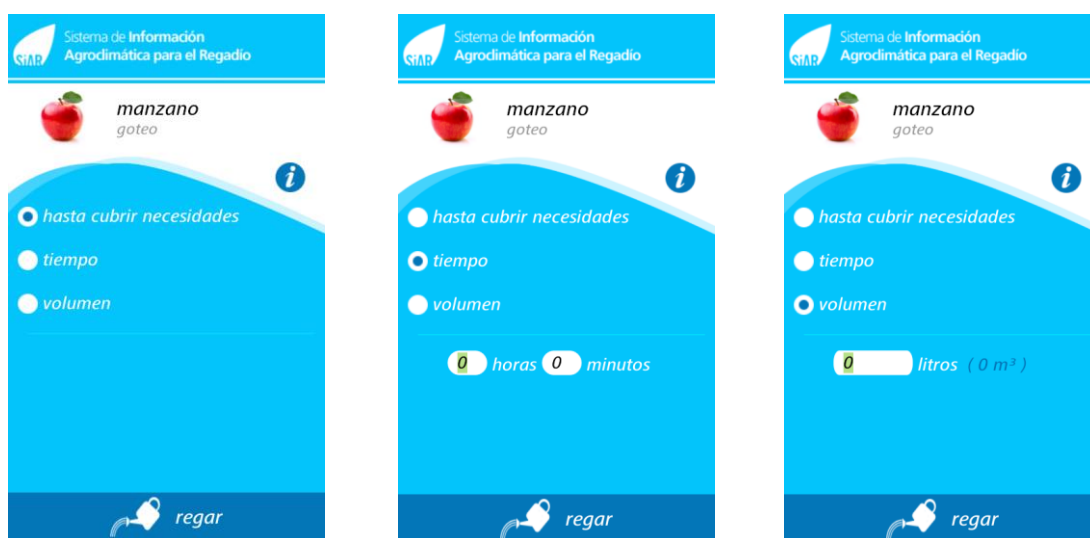 SiAR
Sistema de Información
Agroclimática para el Regadío
manzano
goteo
i
hasta cubrir necesidades
tiempo
volumen
regar
SiAR
Sistema de Información
Agroclimática para el Regadío
manzano
goteo
i
hasta cubrir necesidades
tiempo
volumen
0 horas 0 minutos
regar
SiAR
Sistema de Información
Agroclimática para el Regadío
manzano
goteo
i
hasta cubrir necesidades
tiempo
volumen
0 litros ( 0 m³ )
regar